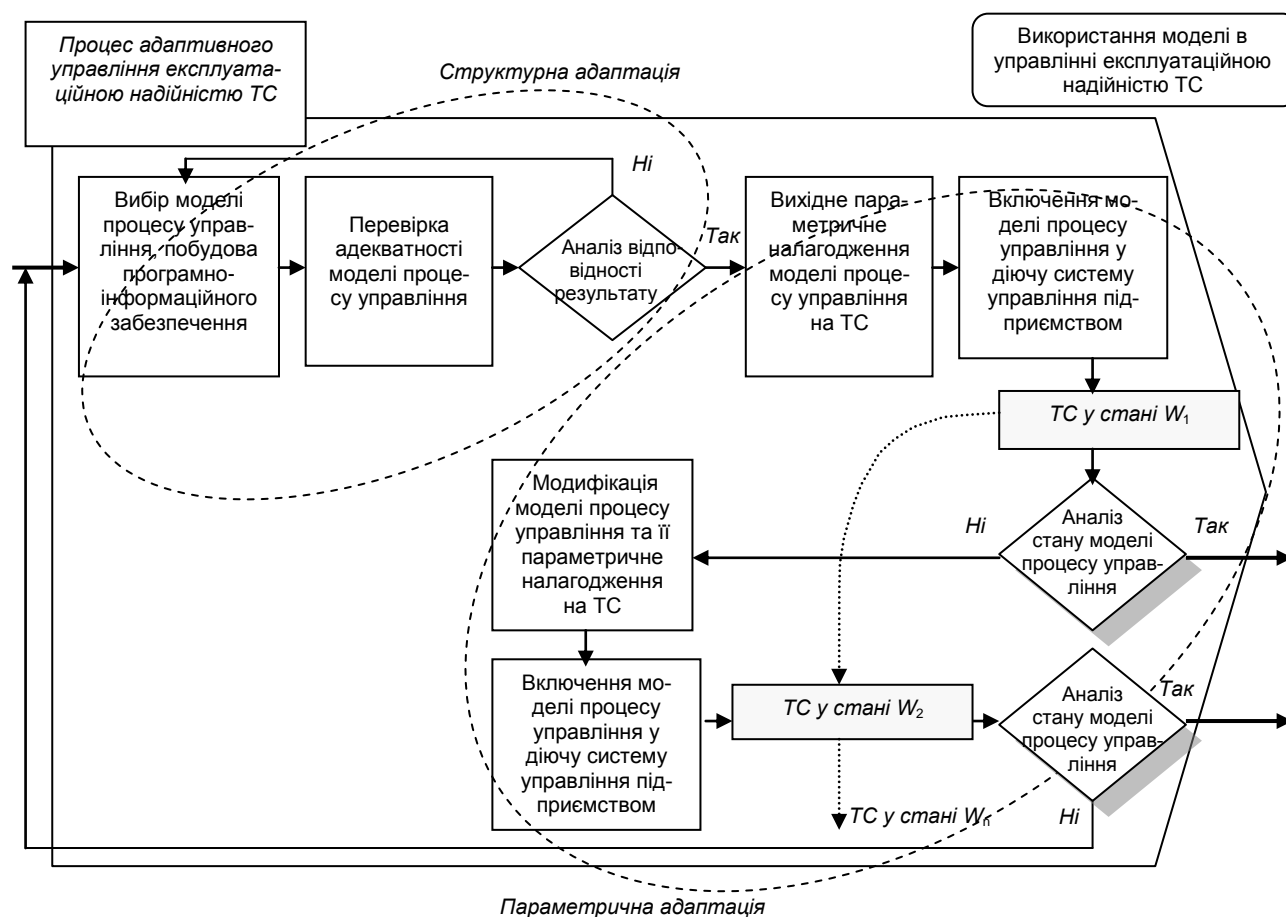 Процес адаптивного
управління експлуата-
ційною надійністю ТС
Структурна адаптація
Використання моделі в
управлінні експлуатаційною
надійністю ТС
Ні
Вибір моделі
процесу управ-
ління, побудова
програмно-
інформаційного
забезпечення
Перевірка
адекватності
моделі проце-
су управління
Аналіз відпо-
відності
результату
Так
Вихідне пара-
метричне
налагодження
моделі проце-
су управління
на ТС
Включення мо-
делі процесу
управління у
діючу систему
управління під-
приємством
ТС у стані W1
Модифікація
моделі процесу
управління та її
параметричне
налагодження
на ТС
Ні
Аналіз
стану моделі
процесу управ-
ління
Так
Включення мо-
делі процесу
управління у
діючу систему
управління під-
приємством
ТС у стані W2
Аналіз
стану моделі
процесу управ-
ління
Так
ТС у стані Wn
Ні
Параметрична адаптація